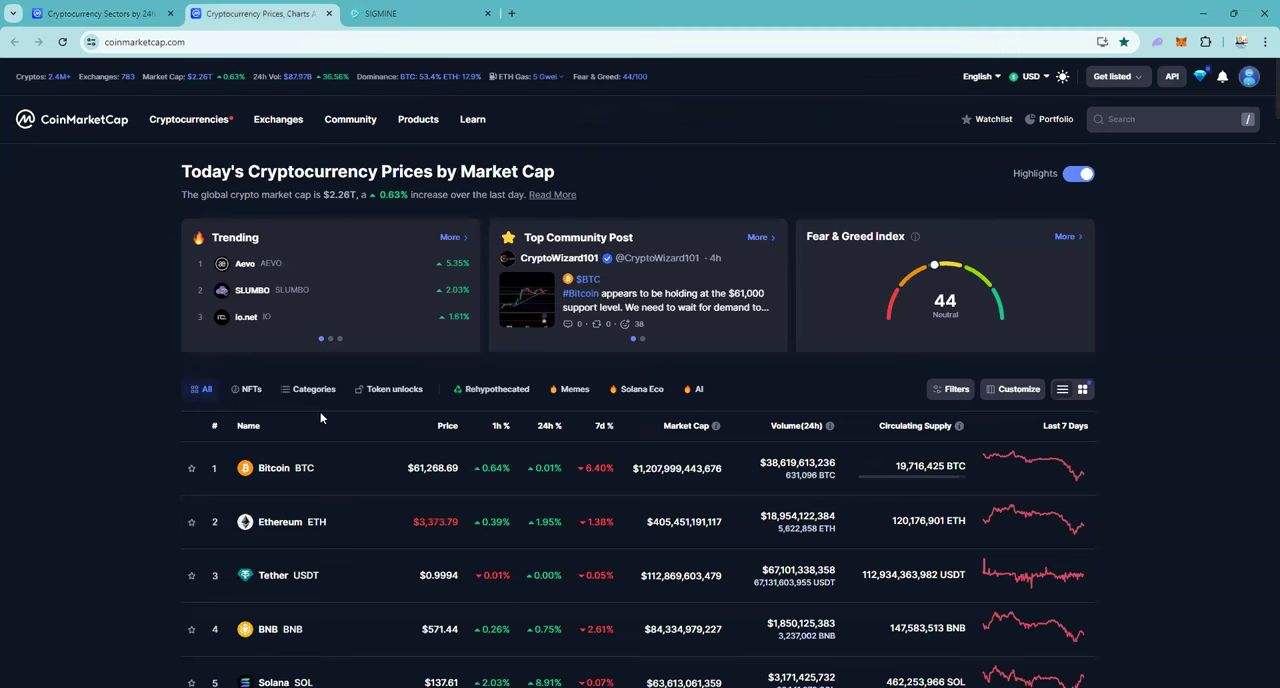 Cryptocurrency Sectors by 24h
Cryptocurrency Prices, Charts A
SIGMINE
coinmarketcap.com
Cryptos: 2.4M+ Exchanges: 783 Market Cap: $2.26T 0.63% 24h Vol: $87.97B 36.56% Dominance: BTC: 53.4% ETH: 17.9% ETH Gas: 5 Gwei Fear & Greed: 44/100
English USD Get listed API
CoinMarketCap Cryptocurrencies Exchanges Community Products Learn Watchlist Portfolio Search /
Today's Cryptocurrency Prices by Market Cap
Highlights
The global crypto market cap is $2.26T, a 0.63% increase over the last day. Read More
Trending More >
1 Aevo AEVO 5.35%
2 SLUMBO SLUMBO 2.03%
3 io.net IO 1.61%
Top Community Post More >
CryptoWizard101 @CryptoWizard101 · 4h
$BTC
#Bitcoin appears to be holding at the $61,000
support level. We need to wait for demand to...
0 · 0 · 38
Fear & Greed Index More >
44
Neutral
All NFTs Categories Token unlocks Rehypothecated Memes Solana Eco AI Filters Customize
# Name Price 1h % 24h % 7d % Market Cap Volume(24h) Circulating Supply Last 7 Days
1 Bitcoin BTC $61,268.69 0.64% 0.01% 6.40% $1,207,999,443,676 $38,619,613,236 19,716,425 BTC
631,096 BTC
2 Ethereum ETH $3,373.79 0.39% 1.95% 1.38% $405,451,191,117 $18,954,122,384 120,176,901 ETH
5,622,858 ETH
3 Tether USDT $0.9994 0.01% 0.00% 0.05% $112,869,603,479 $67,101,338,358 112,934,363,982 USDT
67,131,603,955 USDT
4 BNB BNB $571.44 0.26% 0.75% 2.61% $84,334,979,227 $1,850,125,383 147,583,513 BNB
3,237,002 BNB
5 Solana SOL $137.61 2.03% 8.91% 0.07% $63,613,061,359 $3,171,425,732 462,253,966 SOL